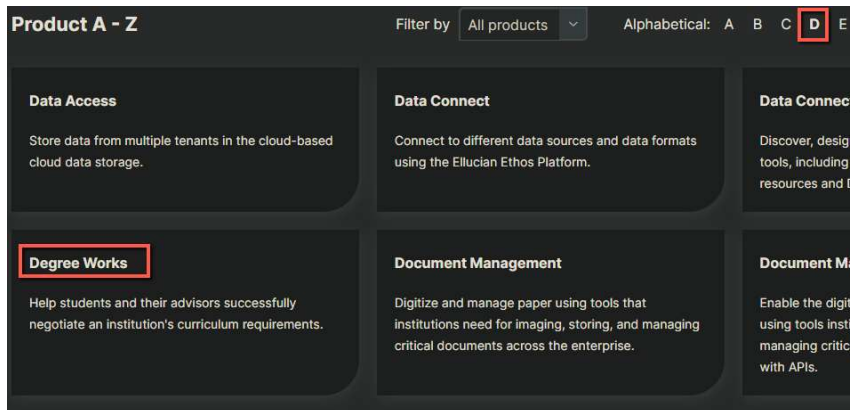 Product A - Z
Filter by All products Alphabetical: A B C D E
Data Access
Store data from multiple tenants in the cloud-based
cloud data storage.
Data Connect
Connect to different data sources and data formats
using the Ellucian Ethos Platform.
Data Connec
Discover, desig
tools, including
resources and
Degree Works
Help students and their advisors successfully
negotiate an institution's curriculum requirements.
Document Management
Digitize and manage paper using tools that
institutions need for imaging, storing, and managing
critical documents across the enterprise.
Document Ma
Enable the digit
using tools insti
managing critic
with APIs.